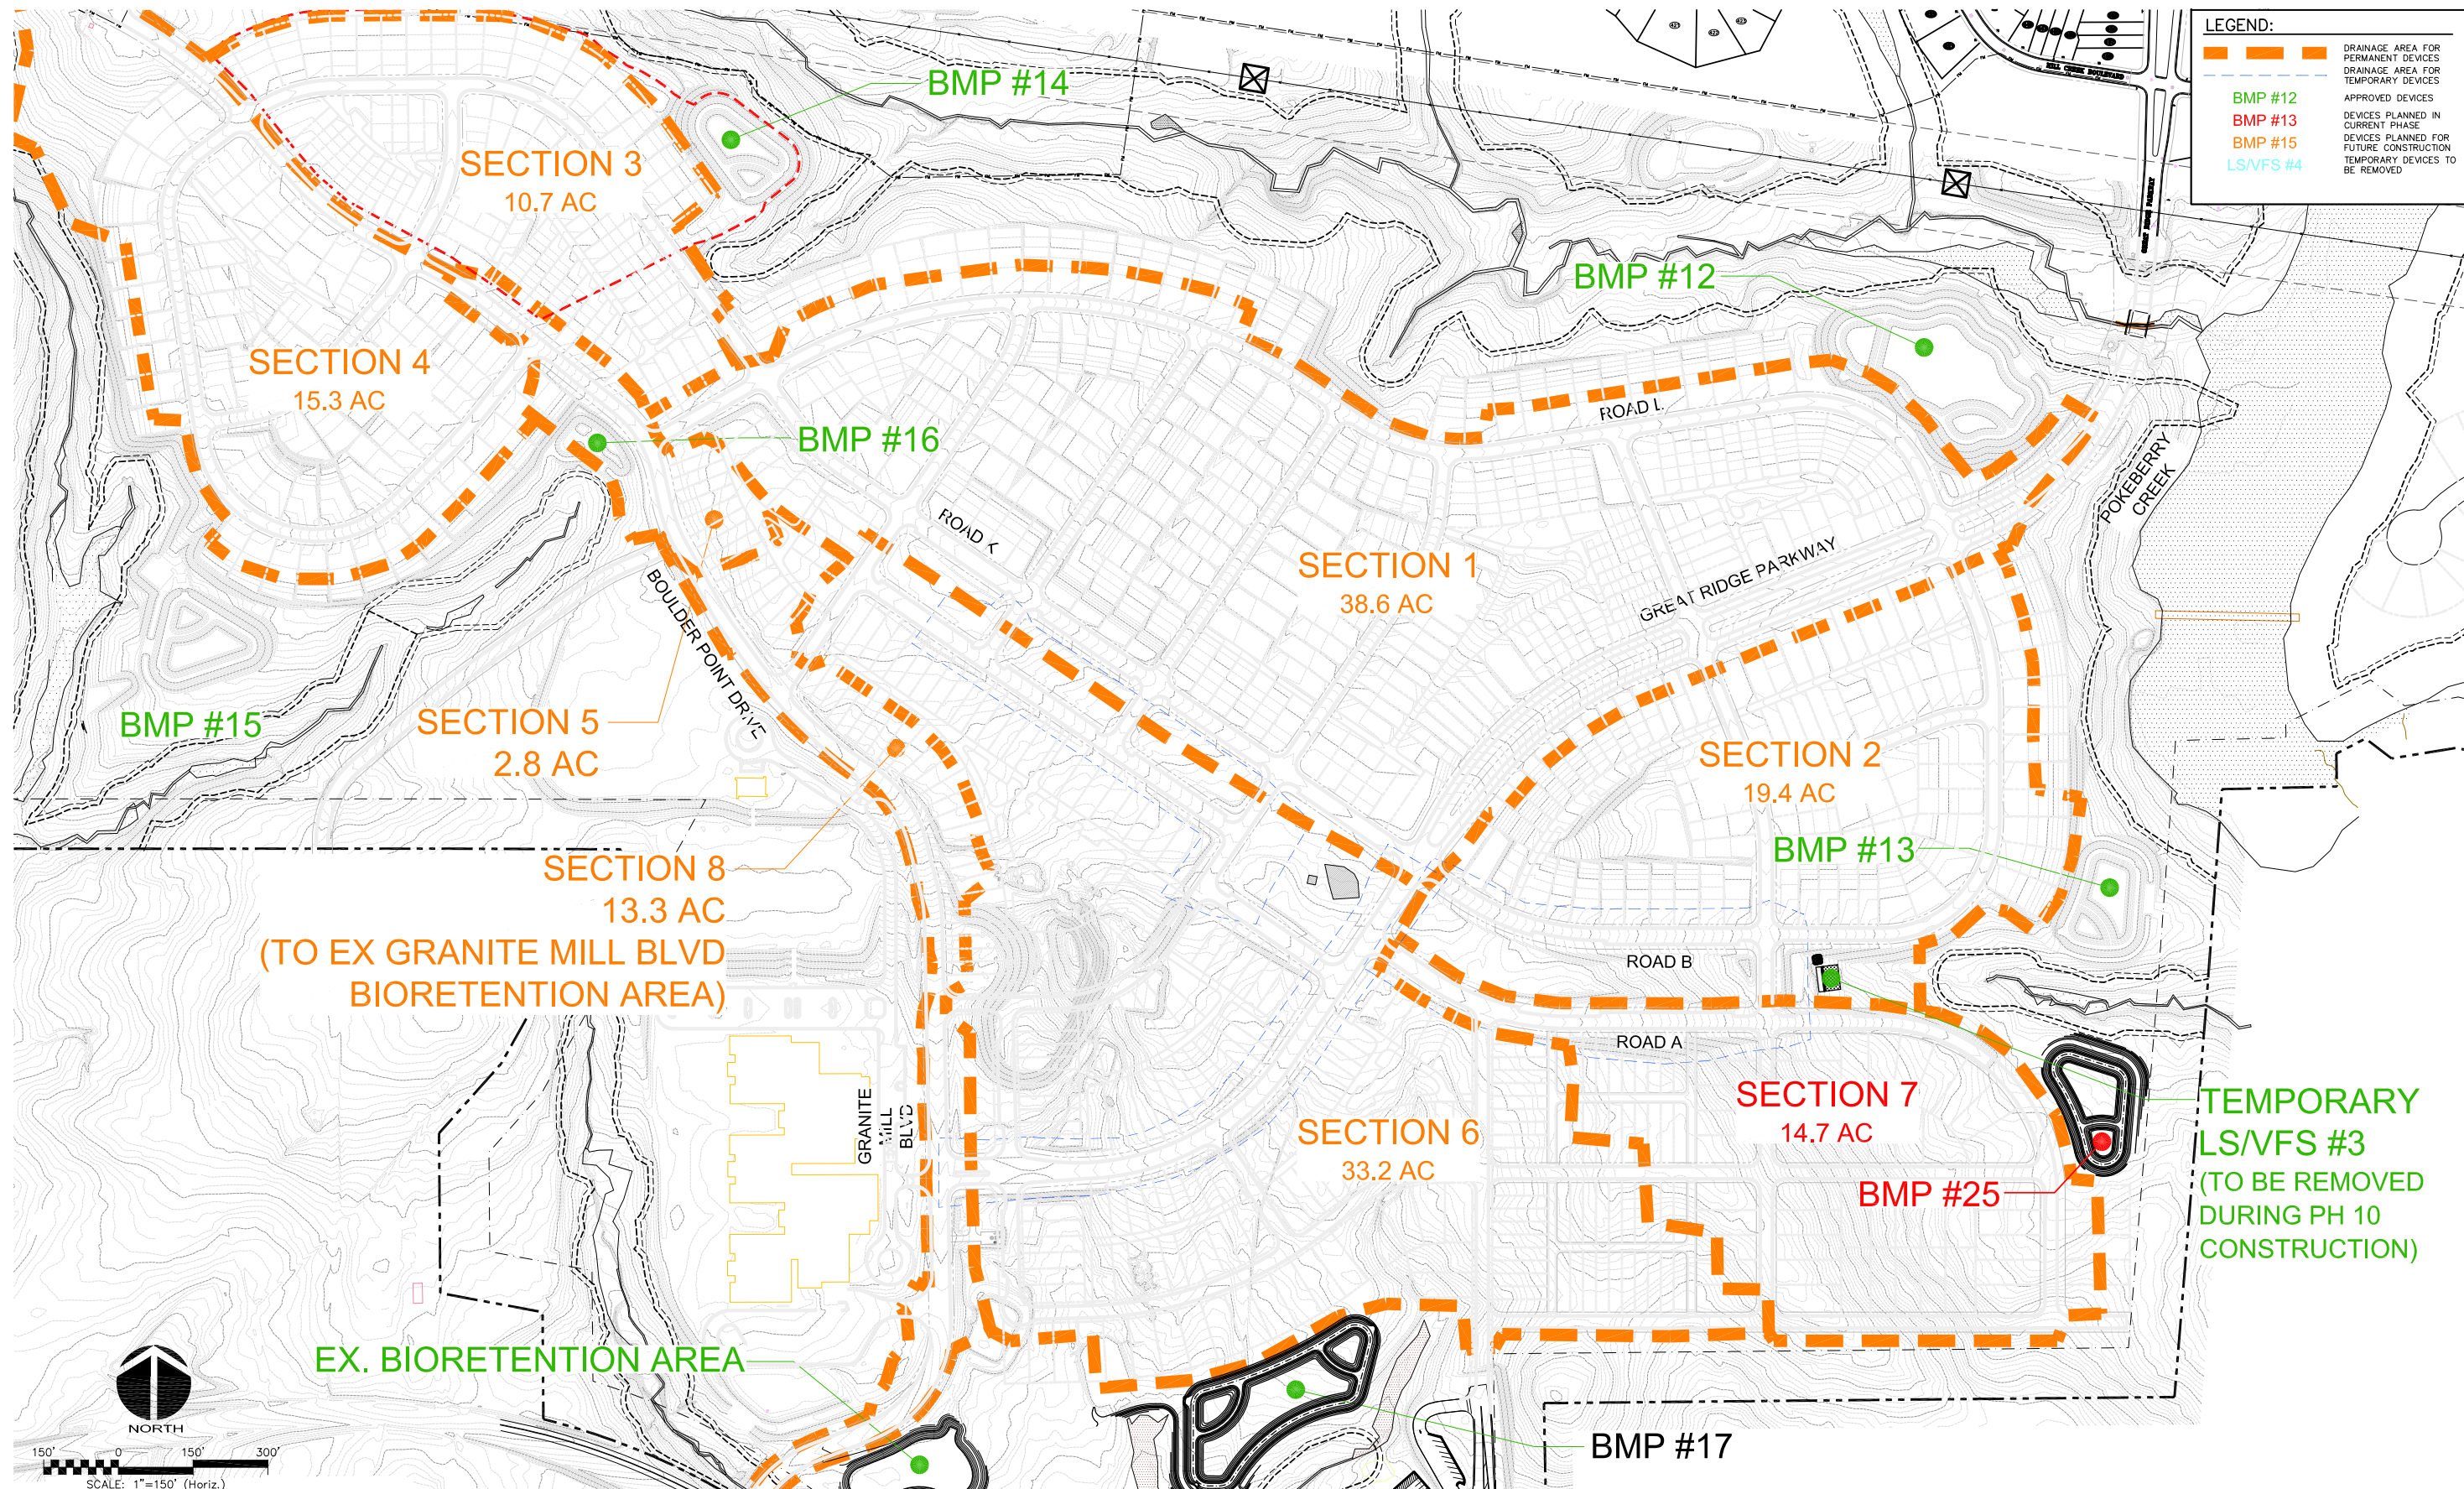 LEGEND:
DRAINAGE AREA FOR
PERMANENT DEVICES
DRAINAGE AREA FOR
TEMPORARY DEVICES
BMP #12
APPROVED DEVICES
BMP #13
DEVICES PLANNED IN
CURRENT PHASE
BMP #15
DEVICES PLANNED FOR
FUTURE CONSTRUCTION
LS/VFS #4
TEMPORARY DEVICES TO
BE REMOVED
HILL CREEK BOULEVARD
GREAT RIDGE PARKWAY
BMP #14
SECTION 3
10.7 AC
BMP #12
SECTION 4
15.3 AC
ROAD L
BMP #16
POKEBERRY
CREEK
ROAD K
SECTION 1
38.6 AC
GREAT RIDGE PARKWAY
BOULDER POINT DRIVE
BMP #15
SECTION 5
2.8 AC
SECTION 2
19.4 AC
BMP #13
SECTION 8
13.3 AC
(TO EX GRANITE MILL BLVD
BIORETENTION AREA)
ROAD B
ROAD A
GRANITE
MILL
BLVD
SECTION 6
33.2 AC
SECTION 7
14.7 AC
BMP #25
TEMPORARY
LS/VFS #3
(TO BE REMOVED
DURING PH 10
CONSTRUCTION)
EX. BIORETENTION AREA
BMP #17
NORTH
150' 0 150' 300'
SCALE: 1"=150' (Horiz.)